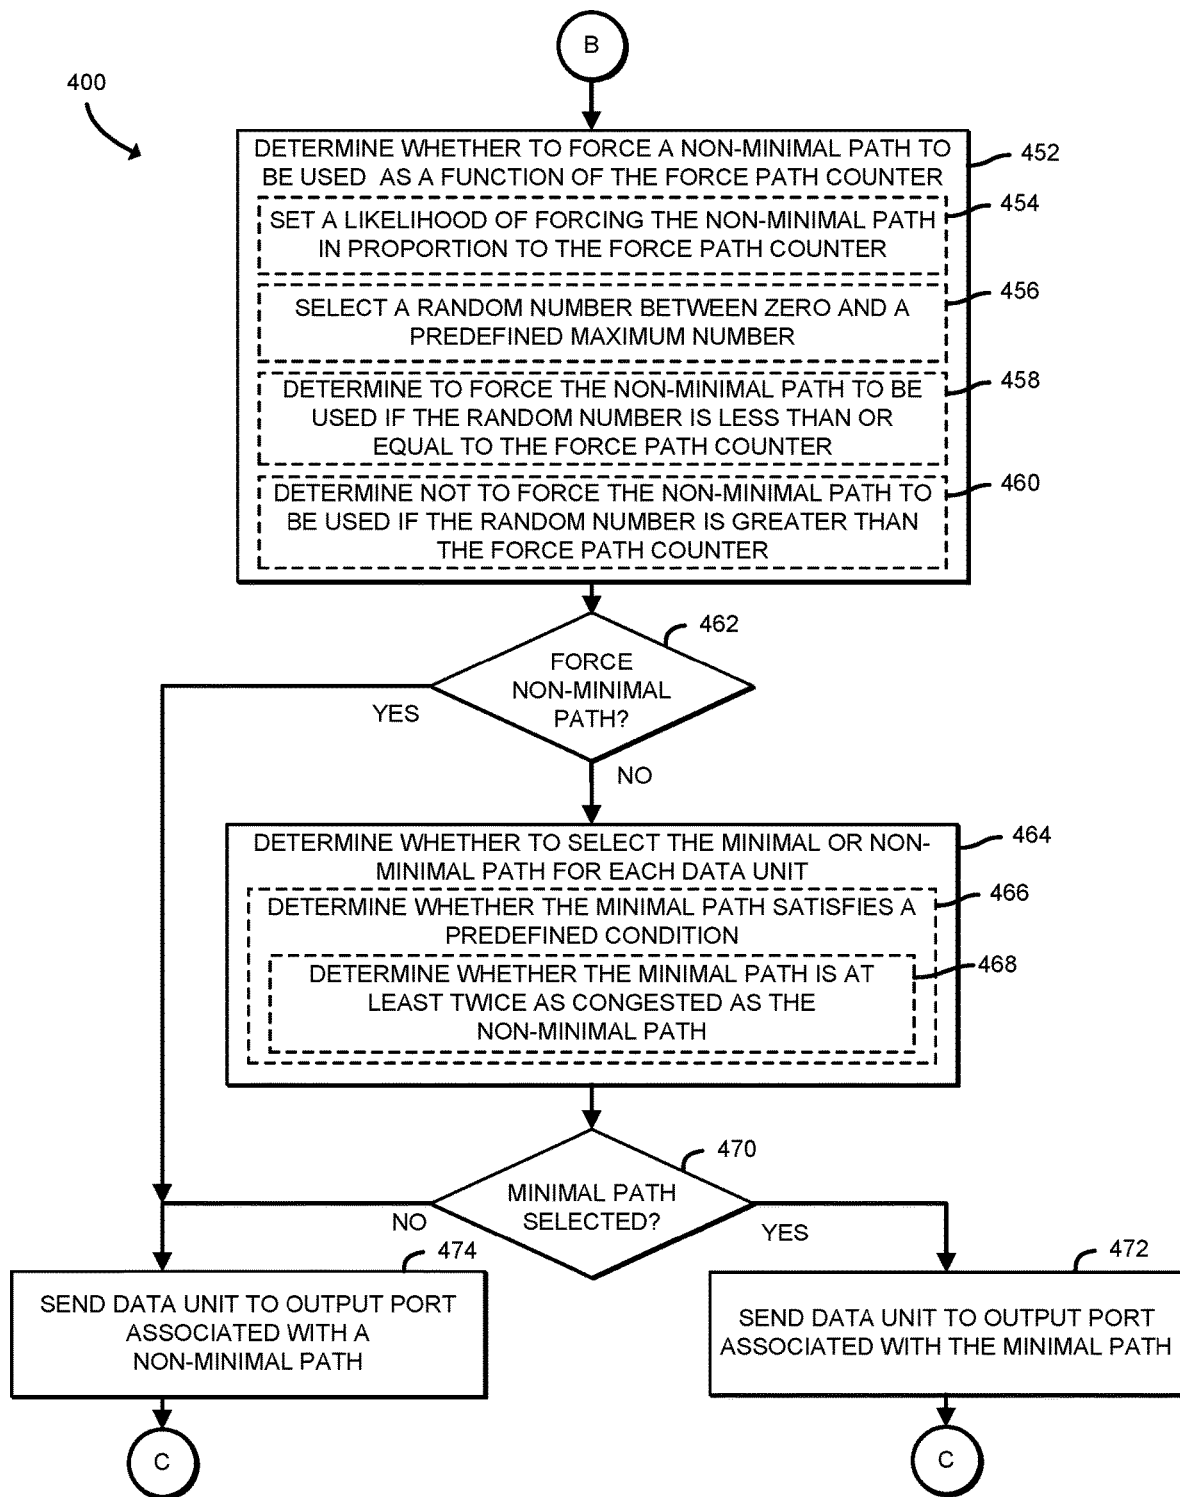 B
400
DETERMINE WHETHER TO FORCE A NON-MINIMAL PATH TO
BE USED AS A FUNCTION OF THE FORCE PATH COUNTER
452
SET A LIKELIHOOD OF FORCING THE NON-MINIMAL PATH
IN PROPORTION TO THE FORCE PATH COUNTER
454
SELECT A RANDOM NUMBER BETWEEN ZERO AND A
PREDEFINED MAXIMUM NUMBER
456
DETERMINE TO FORCE THE NON-MINIMAL PATH TO BE
USED IF THE RANDOM NUMBER IS LESS THAN OR
EQUAL TO THE FORCE PATH COUNTER
458
DETERMINE NOT TO FORCE THE NON-MINIMAL PATH TO
BE USED IF THE RANDOM NUMBER IS GREATER THAN
THE FORCE PATH COUNTER
460
462
FORCE
NON-MINIMAL
PATH?
YES
NO
DETERMINE WHETHER TO SELECT THE MINIMAL OR NON-
MINIMAL PATH FOR EACH DATA UNIT
464
DETERMINE WHETHER THE MINIMAL PATH SATISFIES A
PREDEFINED CONDITION
466
DETERMINE WHETHER THE MINIMAL PATH IS AT
LEAST TWICE AS CONGESTED AS THE
NON-MINIMAL PATH
468
470
MINIMAL PATH
SELECTED?
NO
YES
474
SEND DATA UNIT TO OUTPUT PORT
ASSOCIATED WITH A
NON-MINIMAL PATH
472
SEND DATA UNIT TO OUTPUT PORT
ASSOCIATED WITH THE MINIMAL PATH
C
C